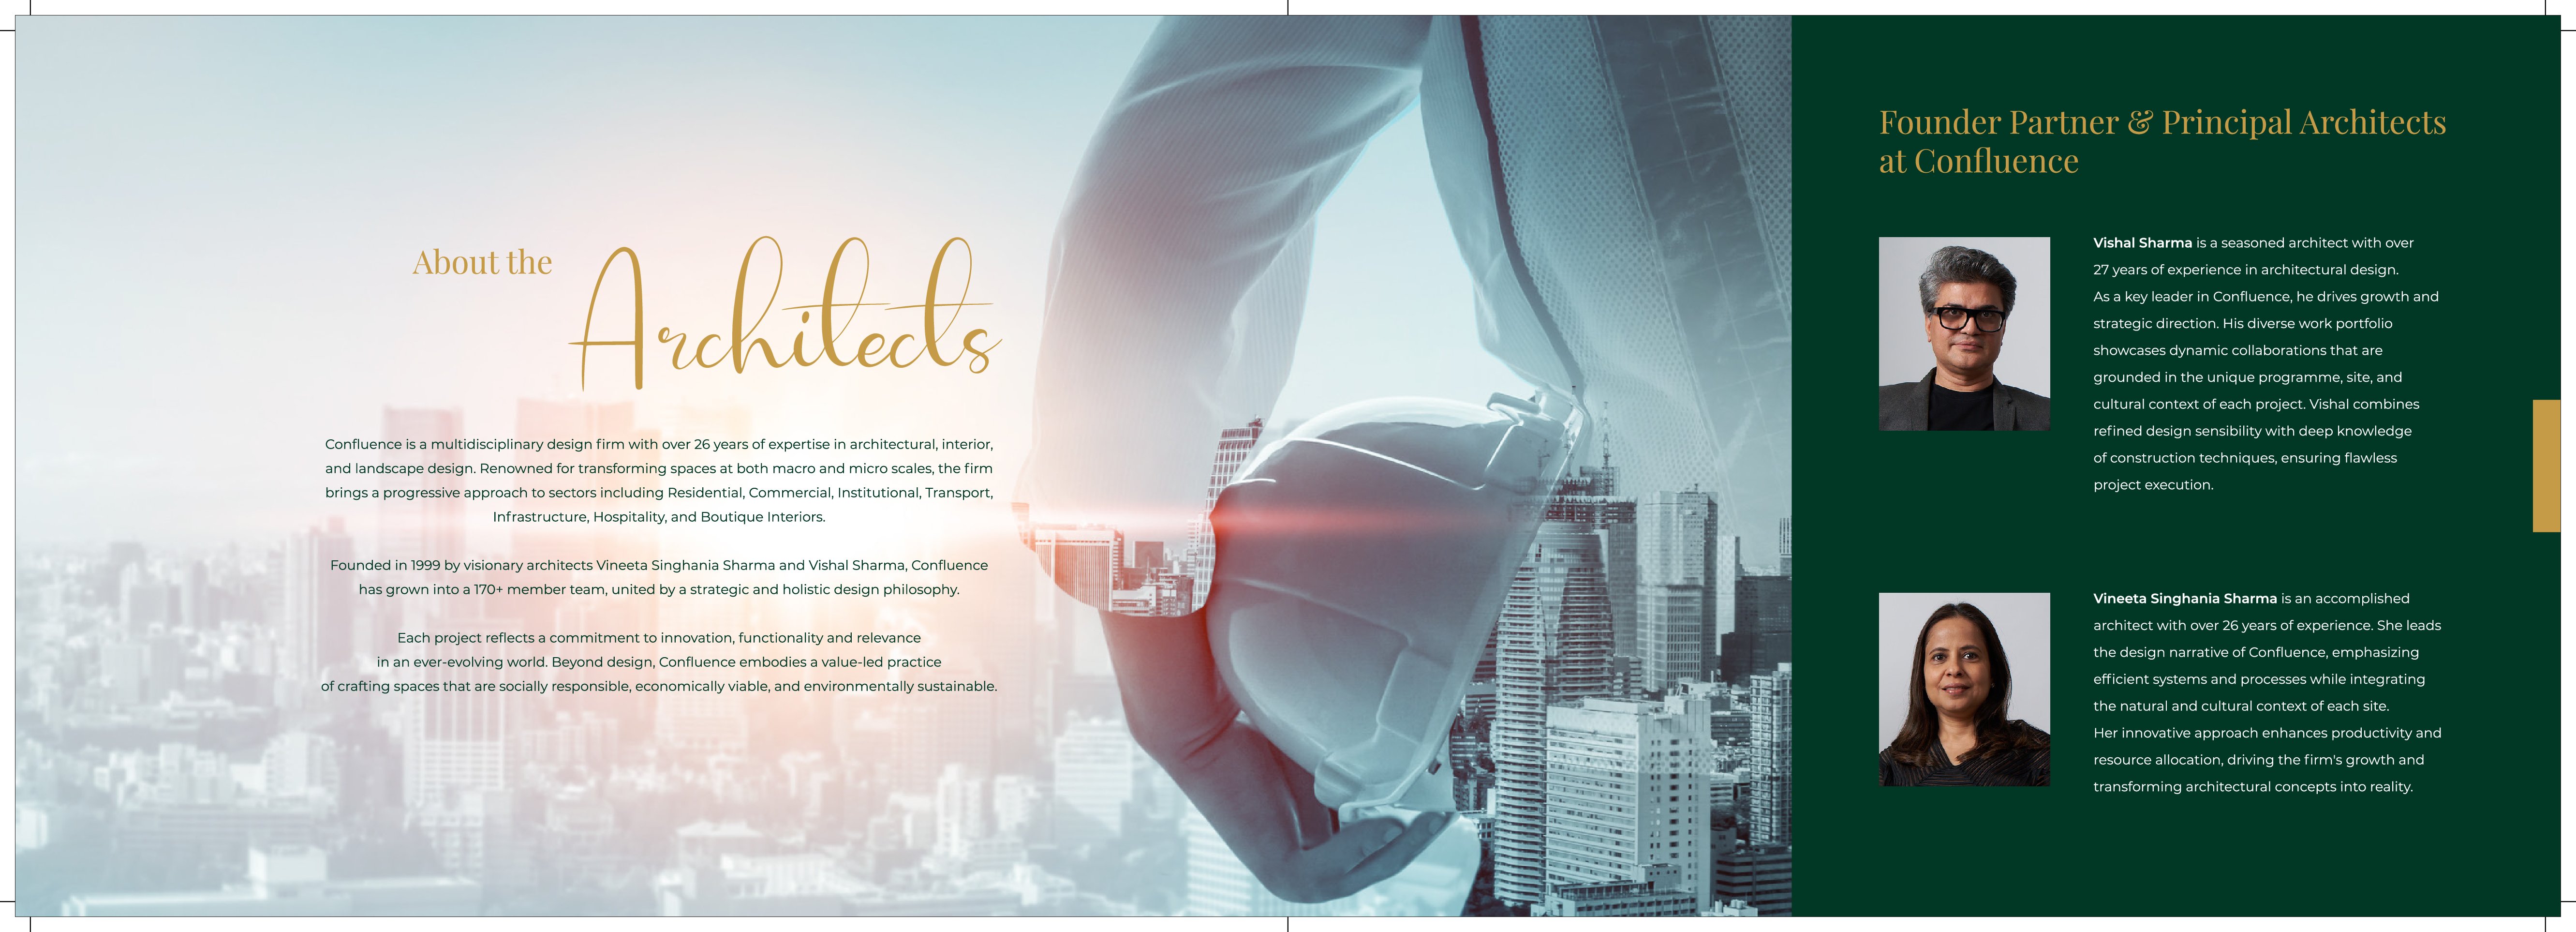 About the
Architects
Confluence is a multidisciplinary design firm with over 26 years of expertise in architectural, interior,
and landscape design. Renowned for transforming spaces at both macro and micro scales, the firm
brings a progressive approach to sectors including Residential, Commercial, Institutional, Transport,
Infrastructure, Hospitality, and Boutique Interiors.
Founded in 1999 by visionary architects Vineeta Singhania Sharma and Vishal Sharma, Confluence
has grown into a 170+ member team, united by a strategic and holistic design philosophy.
Each project reflects a commitment to innovation, functionality and relevance
in an ever-evolving world. Beyond design, Confluence embodies a value-led practice
of crafting spaces that are socially responsible, economically viable, and environmentally sustainable.
Founder Partner & Principal Architects
at Confluence
Vishal Sharma is a seasoned architect with over
27 years of experience in architectural design.
As a key leader in Confluence, he drives growth and
strategic direction. His diverse work portfolio
showcases dynamic collaborations that are
grounded in the unique programme, site, and
cultural context of each project. Vishal combines
refined design sensibility with deep knowledge
of construction techniques, ensuring flawless
project execution.
Vineeta Singhania Sharma is an accomplished
architect with over 26 years of experience. She leads
the design narrative of Confluence, emphasizing
efficient systems and processes while integrating
the natural and cultural context of each site.
Her innovative approach enhances productivity and
resource allocation, driving the firm's growth and
transforming architectural concepts into reality.